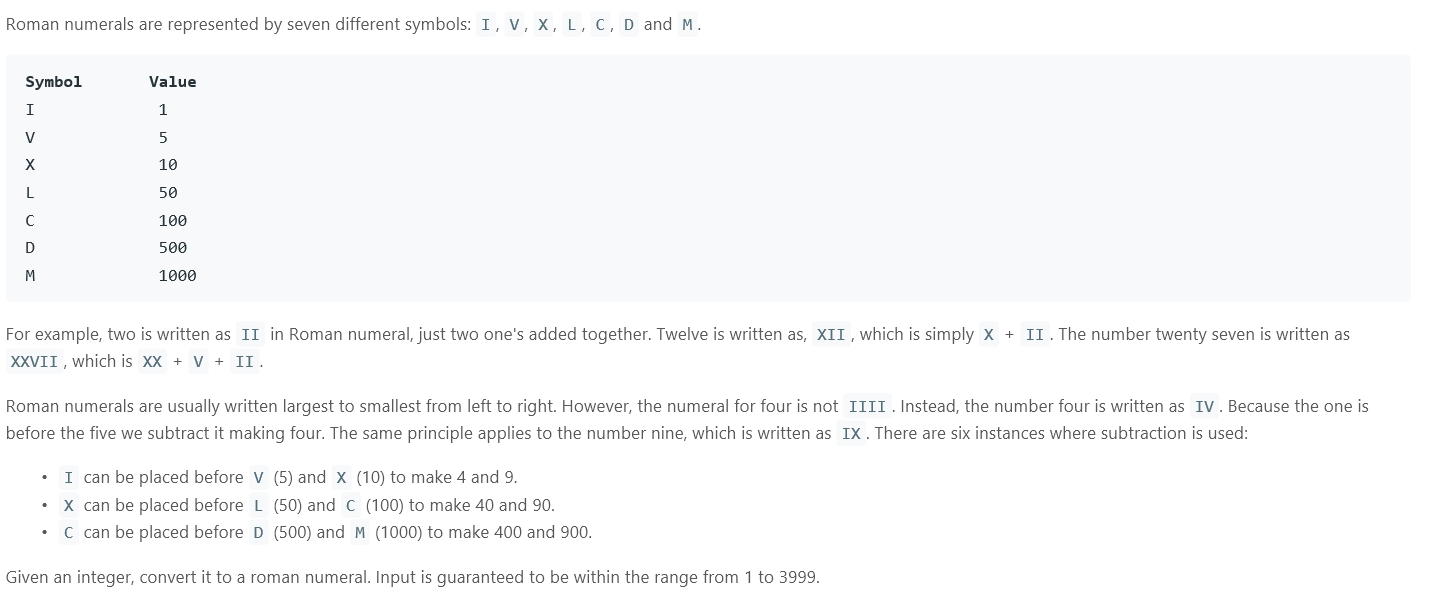 Roman numerals are represented by seven different symbols: I, V, X, L, C, D and M.
Symbol Value
I 1
V 5
X 10
L 50
C 100
D 500
M 1000
For example, two is written as II in Roman numeral, just two one's added together. Twelve is written as, XII, which is simply X + II. The number twenty seven is written as
XXVII, which is XX + V + II.
Roman numerals are usually written largest to smallest from left to right. However, the numeral for four is not IIII. Instead, the number four is written as IV. Because the one is
before the five we subtract it making four. The same principle applies to the number nine, which is written as IX. There are six instances where subtraction is used:
• I can be placed before V (5) and X (10) to make 4 and 9.
• X can be placed before L (50) and C (100) to make 40 and 90.
• C can be placed before D (500) and M (1000) to make 400 and 900.
Given an integer, convert it to a roman numeral. Input is guaranteed to be within the range from 1 to 3999.